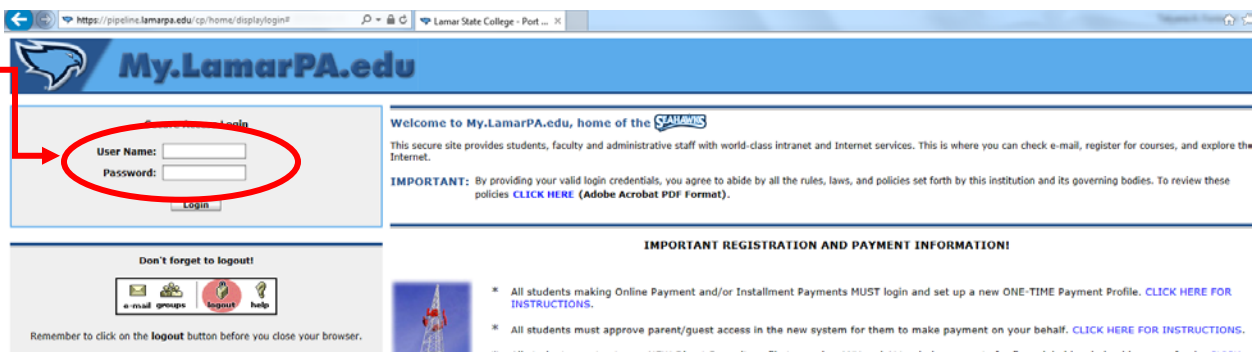 https://pipeline.lamarpa.edu/cp/home/displaylogin#
Lamar State College - Port ...
My.LamarPA.edu
Login
User Name:
Password:
Login
Don't forget to logout!
e-mail groups logout help
Remember to click on the logout button before you close your browser.
Welcome to My.LamarPA.edu, home of the SEAHAWKS
This secure site provides students, faculty and administrative staff with world-class intranet and Internet services. This is where you can check e-mail, register for courses, and explore the
Internet.
IMPORTANT: By providing your valid login credentials, you agree to abide by all the rules, laws, and policies set forth by this institution and its governing bodies. To review these
policies CLICK HERE (Adobe Acrobat PDF Format).
IMPORTANT REGISTRATION AND PAYMENT INFORMATION!
* All students making Online Payment and/or Installment Payments MUST login and set up a new ONE-TIME Payment Profile. CLICK HERE FOR
INSTRUCTIONS.
* All students must approve parent/guest access in the new system for them to make payment on your behalf. CLICK HERE FOR INSTRUCTIONS.